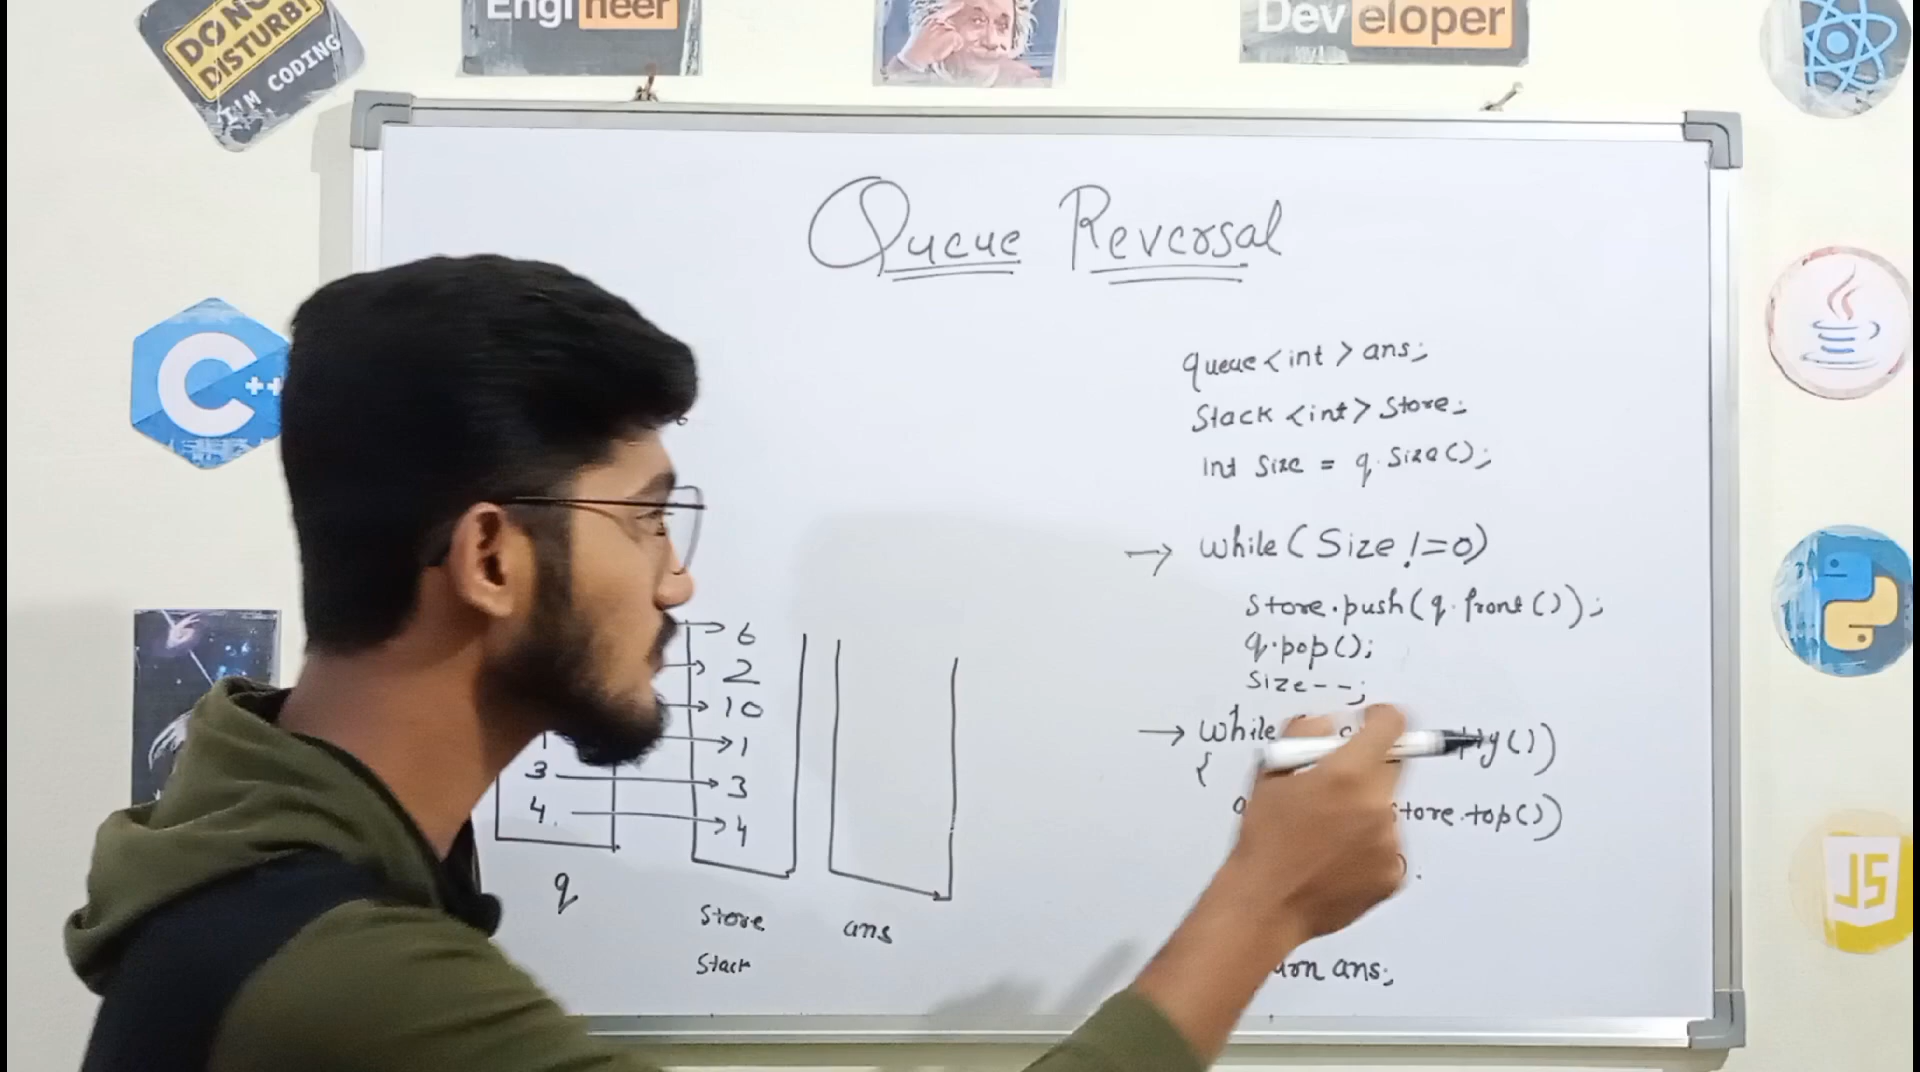 DO NOT
DISTURB!
I'M CODING
Engineer
Developer
C++
JS
Queue Reversal
queue<int> ans;
Stack <int> Store;
int Size = q.Size();
→ while(Size !=0)
Store.push(q.front());
q.pop();
Size--;
→ while
y())
{
store.top())
ans;
6
2
10
1
3 → 3
4. → 4
q
Store
Stack
ans